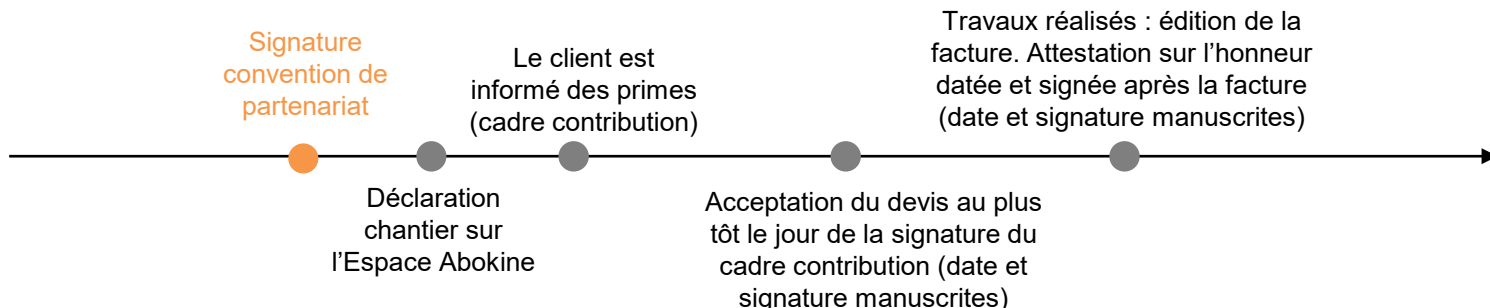 Signature
convention de
partenariat
Déclaration
chantier sur
l’Espace Abokine
Le client est
informé des primes
(cadre contribution)
Acceptation du devis au plus
tôt le jour de la signature du
cadre contribution (date et
signature manuscrites)
Travaux réalisés : édition de la
facture. Attestation sur l’honneur
datée et signée après la facture
(date et signature manuscrites)